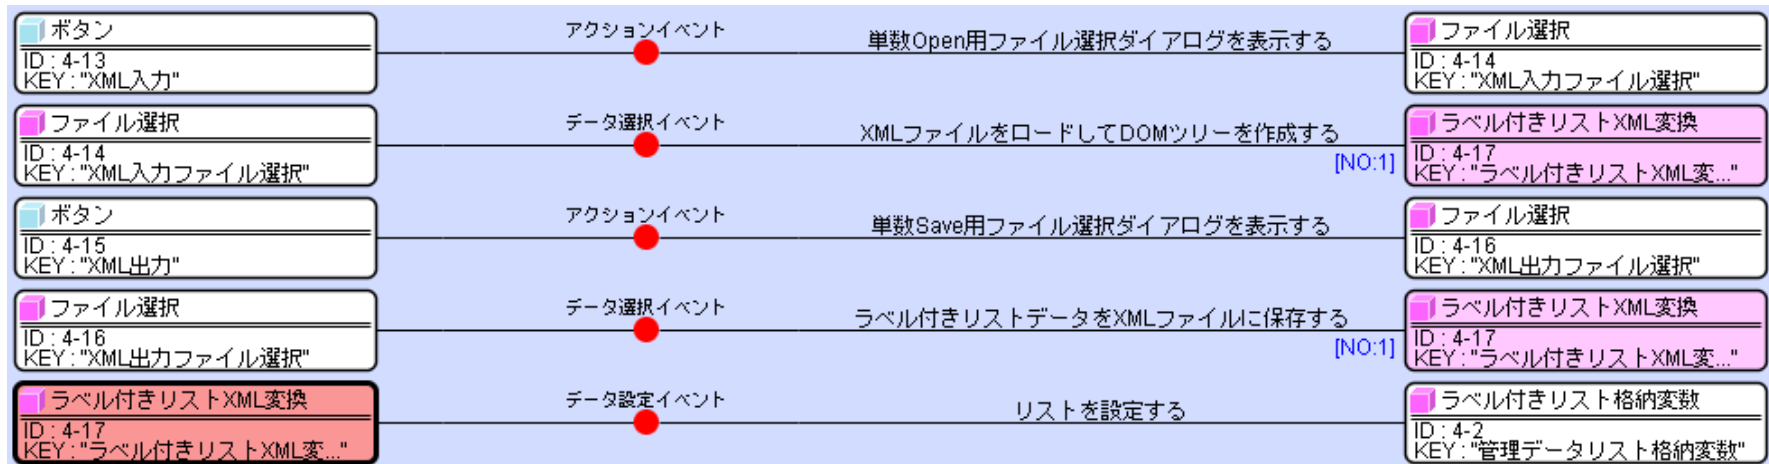 ボタン
ID : 4-13
KEY : "XML入力"
アクションイベント
単数Open用ファイル選択ダイアログを表示する
ファイル選択
ID : 4-14
KEY : "XML入力ファイル選択"
ファイル選択
ID : 4-14
KEY : "XML入力ファイル選択"
データ選択イベント
XMLファイルをロードしてDOMツリーを作成する
[NO:1]
ラベル付きリストXML変換
ID : 4-17
KEY : "ラベル付きリストXML変..."
ボタン
ID : 4-15
KEY : "XML出力"
アクションイベント
単数Save用ファイル選択ダイアログを表示する
ファイル選択
ID : 4-16
KEY : "XML出力ファイル選択"
ファイル選択
ID : 4-16
KEY : "XML出力ファイル選択"
データ選択イベント
ラベル付きリストデータをXMLファイルに保存する
[NO:1]
ラベル付きリストXML変換
ID : 4-17
KEY : "ラベル付きリストXML変..."
ラベル付きリストXML変換
ID : 4-17
KEY : "ラベル付きリストXML変..."
データ設定イベント
リストを設定する
ラベル付きリスト格納変数
ID : 4-2
KEY : "管理データリスト格納変数"